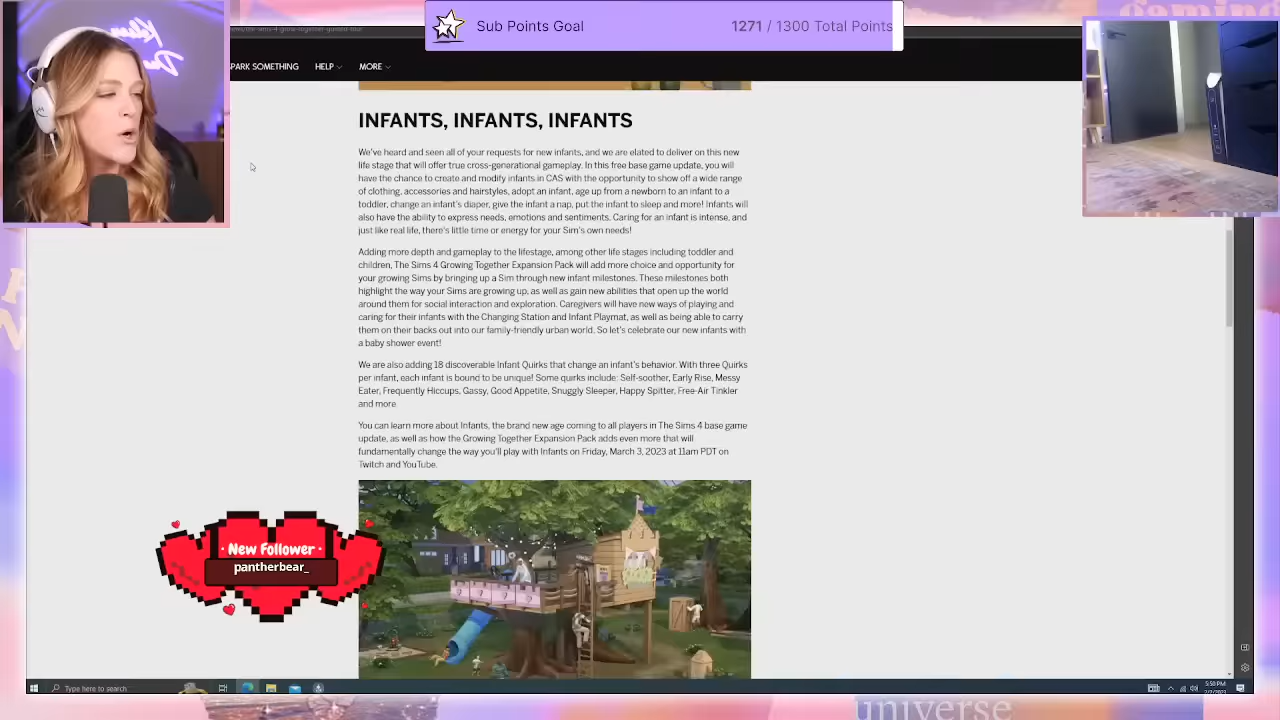 Sub Points Goal
1271 / 1300 Total Points
SPARK SOMETHING
HELP
MORE
INFANTS, INFANTS, INFANTS
We've heard and seen all of your requests for new infants, and we are elated to deliver on this new
life stage that will offer true cross-generational gameplay. In this free base game update, you will
have the chance to create and modify infants in CAS with the opportunity to show off a wide range
of clothing, accessories and hairstyles, adopt an infant, age up from a newborn to an infant to a
toddler, change an infant's diaper, give the infant a nap, put the infant to sleep and more! Infants will
also have the ability to express needs, emotions and sentiments. Caring for an infant is intense, and
just like real life, there's little time or energy for your Sim's own needs!
Adding more depth and gameplay to the lifestage, among other life stages including toddler and
children, The Sims 4 Growing Together Expansion Pack will add more choice and opportunity for
your growing Sims by bringing up a Sim through new infant milestones. These milestones both
highlight the way your Sims are growing up, as well as gain new abilities that open up the world
around them for social interaction and exploration. Caregivers will have new ways of playing and
caring for their infants with the Changing Station and Infant Playmat, as well as being able to carry
them on their backs out into our family-friendly urban world. So let's celebrate our new infants with
a baby shower event!
We are also adding 18 discoverable Infant Quirks that change an infant's behavior. With three Quirks
per infant, each infant is bound to be unique! Some quirks include: Self-soother, Early Rise, Messy
Eater, Frequently Hiccups, Gassy, Good Appetite, Snuggly Sleeper, Happy Spitter, Free-Air Tinkler
and more.
You can learn more about Infants, the brand new age coming to all players in The Sims 4 base game
update, as well as how the Growing Together Expansion Pack adds even more that will
fundamentally change the way you'll play with Infants on Friday, March 3, 2023 at 11am PDT on
Twitch and YouTube.
· New Follower ·
pantherbear_
Type here to search
5:50 PM
universe